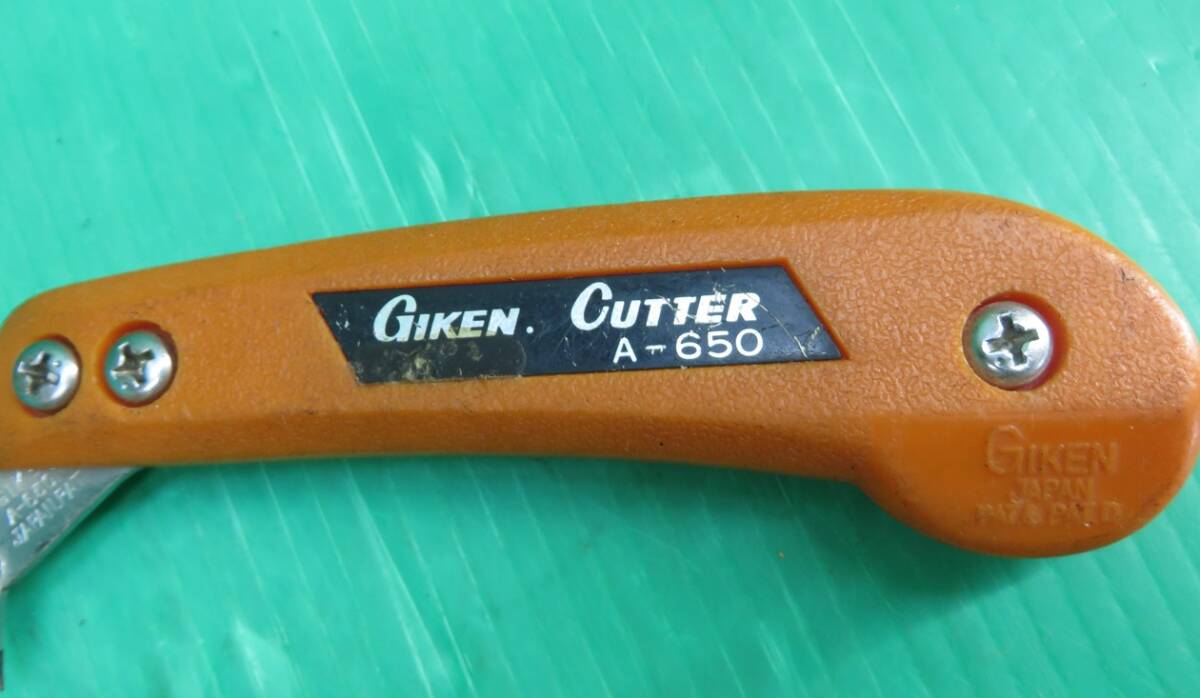 GIKEN. CUTTER
A-650
GIKEN
JAPAN